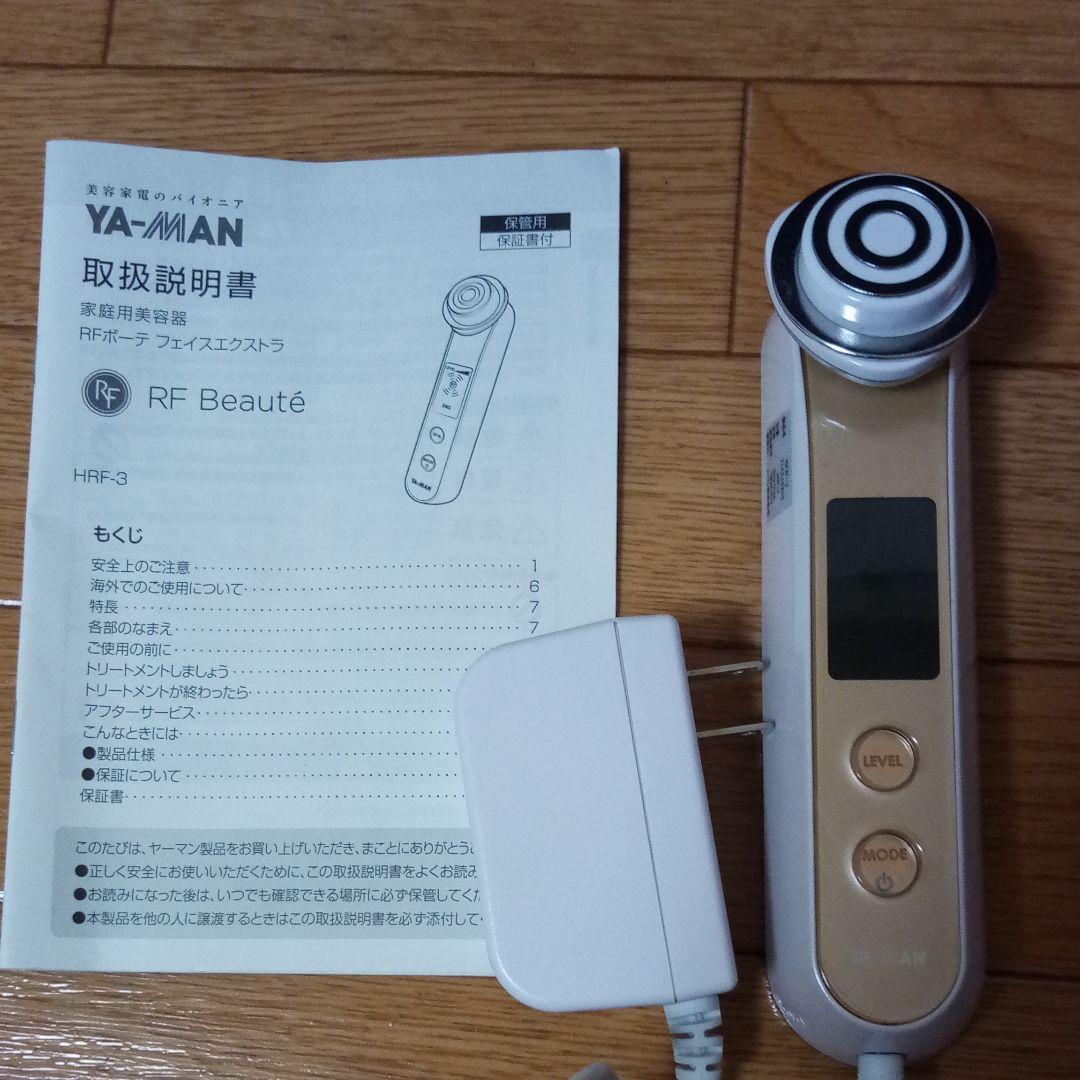 美容家電のパイオニア
YA-MAN
保管用
保証書付
取扱説明書
家庭用美容器
RFボーテ フェイスエクストラ
RF RF Beauté
HRF-3
YA-MAN
もくじ
安全上のご注意 1
海外でのご使用について 6
特長 7
各部のなまえ 7
ご使用の前に
トリートメントしましょう
トリートメントが終わったら
アフターサービス
こんなときには
●製品仕様
●保証について
保証書
このたびは、ヤーマン製品をお買い上げいただき、まことにありがとう
●正しく安全にお使いいただくために、この取扱説明書をよくお読み
●お読みになった後は、いつでも確認できる場所に必ず保管してくだ
●本製品を他の人に譲渡するときはこの取扱説明書を必ず添付して
LEVEL
MODE
YA-MAN